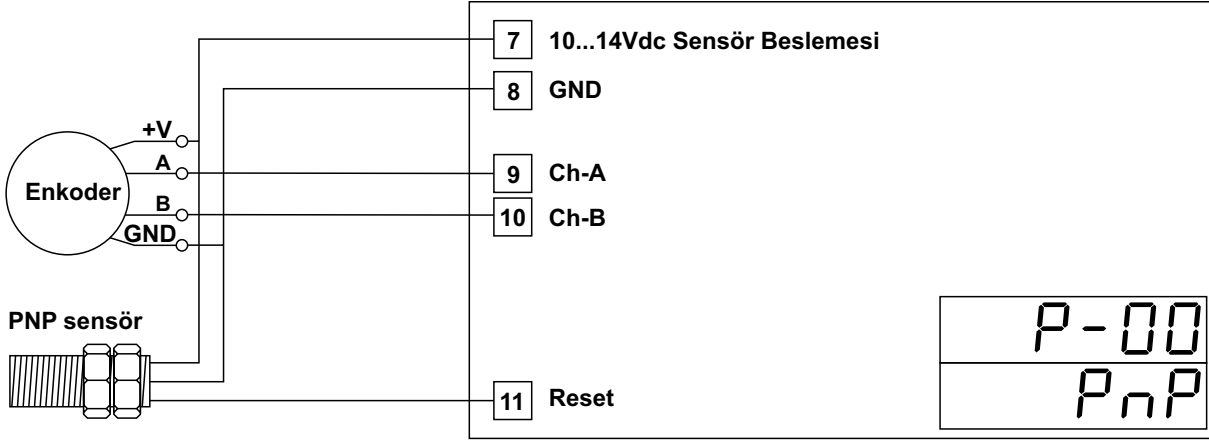 7 10...14Vdc Sensör Beslemesi
8 GND
+V
A
9 Ch-A
Enkoder
B
10 Ch-B
GND
PNP sensör
P-00
PnP
11 Reset